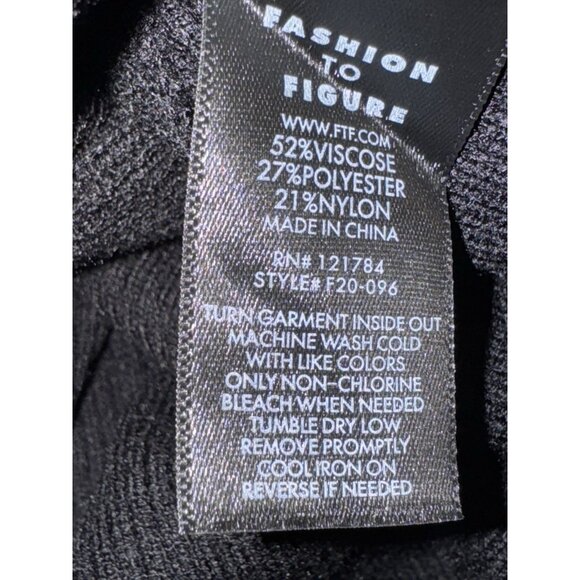 FASHION
TO
FIGURE
WWW.FTF.COM
52%VISCOSE
27%POLYESTER
21%NYLON
MADE IN CHINA
RN# 121784
STYLE# F20-096
TURN GARMENT INSIDE OUT
MACHINE WASH COLD
WITH LIKE COLORS
ONLY NON-CHLORINE
BLEACH WHEN NEEDED
TUMBLE DRY LOW
REMOVE PROMPTLY
COOL IRON ON
REVERSE IF NEEDED